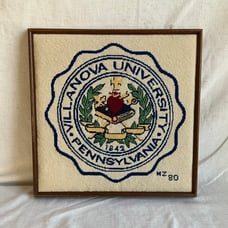 VILLANOVA UNIVERSITY
· PENNSYLVANIA ·
1842
MZ 80